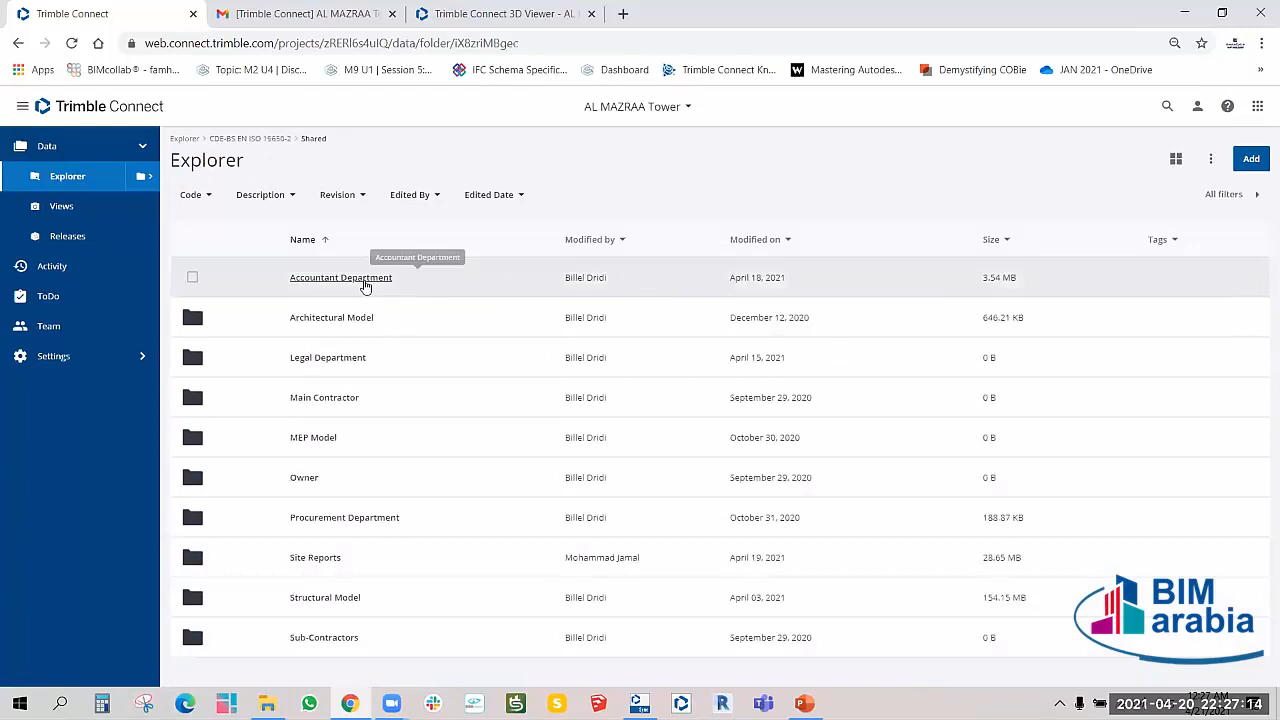 Trimble Connect
[Trimble Connect] AL MAZRAA T
Trimble Connect 3D Viewer - AL
web.connect.trimble.com/projects/zRERl6s4uIQ/data/folder/iX8zriMBgec
Apps
BIMcollab® - famh...
Topic: M2 U4 | Disc...
M9 U1 | Session 5:...
IFC Schema Specific...
Dashboard
Trimble Connect Kn...
Mastering Autodes...
Demystifying COBie
JAN 2021 - OneDrive
Trimble Connect
AL MAZRAA Tower
Data
Explorer
Views
Releases
Activity
ToDo
Team
Settings
Explorer > CDE-BS EN ISO 19650-2 > Shared
Explorer
Add
Code Description Revision Edited By Edited Date All filters
Name Modified by Modified on Size Tags
Accountant Department
Accountant Department Billel Dridi April 18, 2021 3.54 MB
Architectural Model Billel Dridi December 12, 2020 646.21 KB
Legal Department Billel Dridi April 15, 2021 0 B
Main Contractor Billel Dridi September 29, 2020 0 B
MEP Model Billel Dridi October 30, 2020 0 B
Owner Billel Dridi September 29, 2020 0 B
Procurement Department Billel Dridi October 31, 2020 188.87 KB
Site Reports Mohammad Jamal April 19, 2021 28.65 MB
Structural Model Billel Dridi April 03, 2021 154.15 MB
Sub-Contractors Billel Dridi September 29, 2020 0 B
BIM
arabia
12:27 AM
2021-04-20 22:27:14